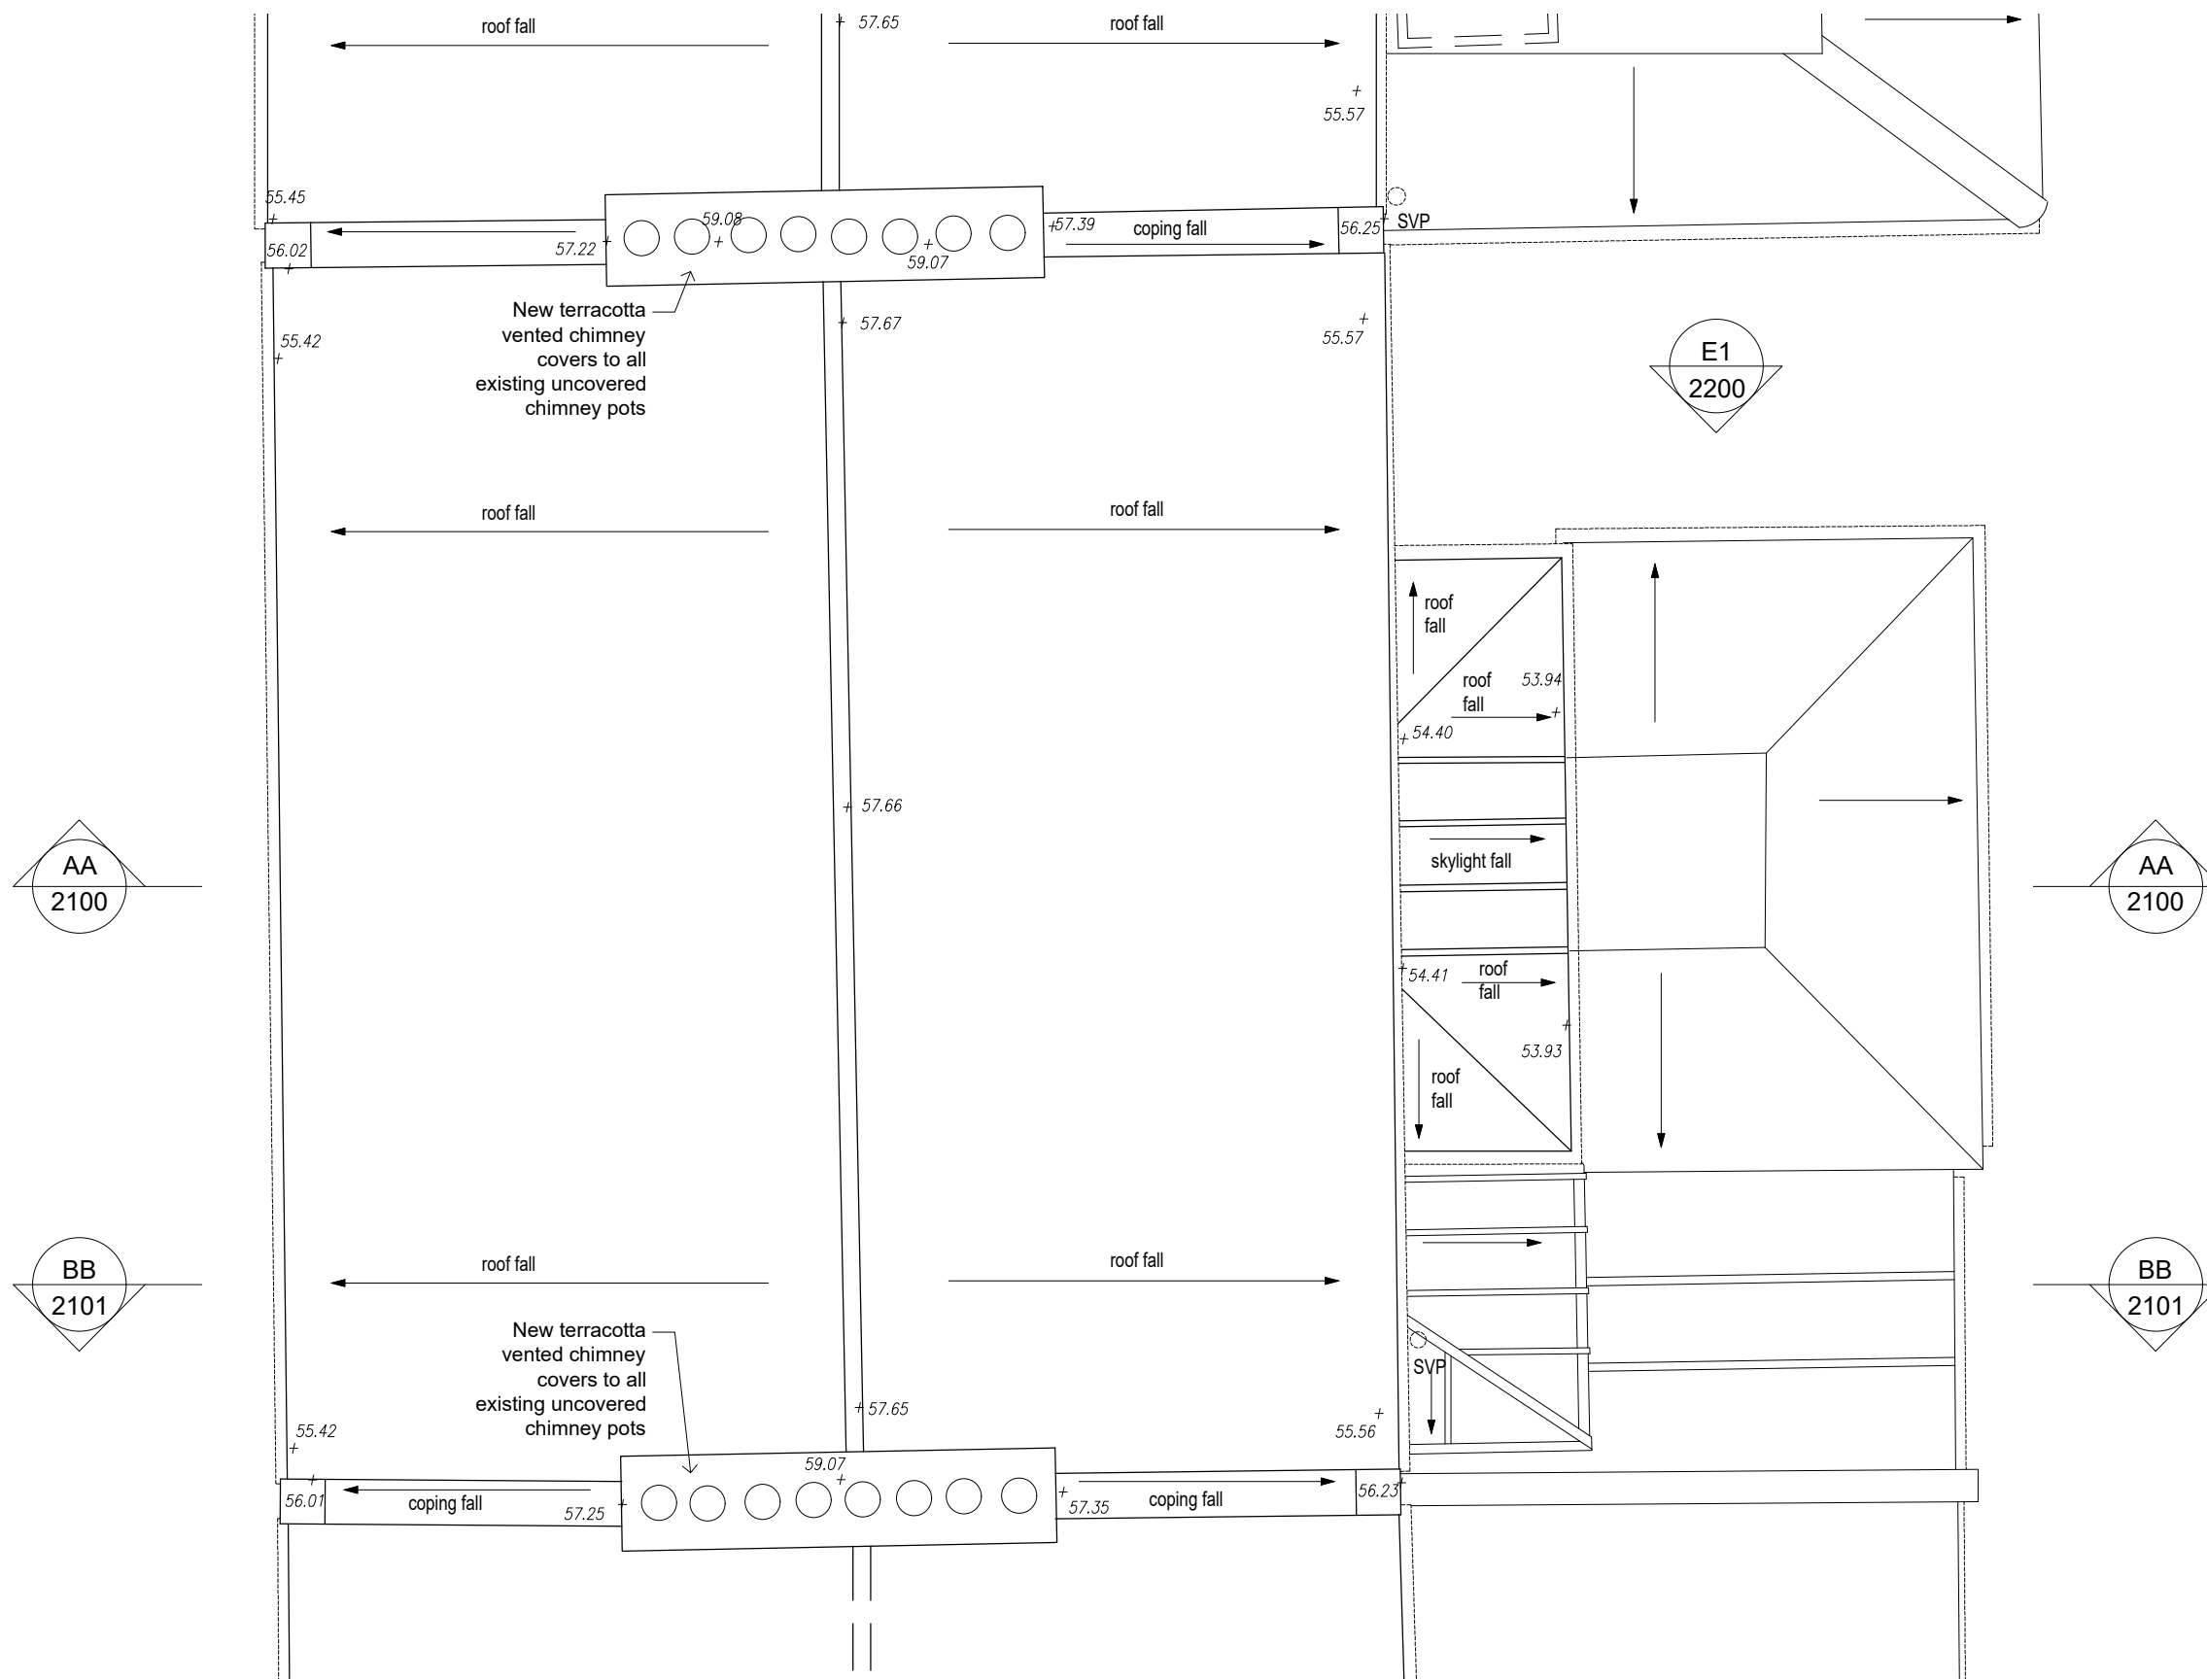 roof fall
57.65
roof fall
55.57
55.45
56.02
57.22
59.08
59.07
57.39
coping fall
56.25
SVP
New terracotta
vented chimney
covers to all
existing uncovered
chimney pots
55.42
57.67
55.57
E1
2200
roof fall
roof fall
roof
fall
roof
fall
53.94
54.40
57.66
skylight fall
AA
2100
AA
2100
54.41
roof
fall
53.93
roof
fall
BB
2101
roof fall
roof fall
BB
2101
New terracotta
vented chimney
covers to all
existing uncovered
chimney pots
SVP
55.42
57.65
55.56
56.01
coping fall
57.25
59.07
57.35
coping fall
56.23